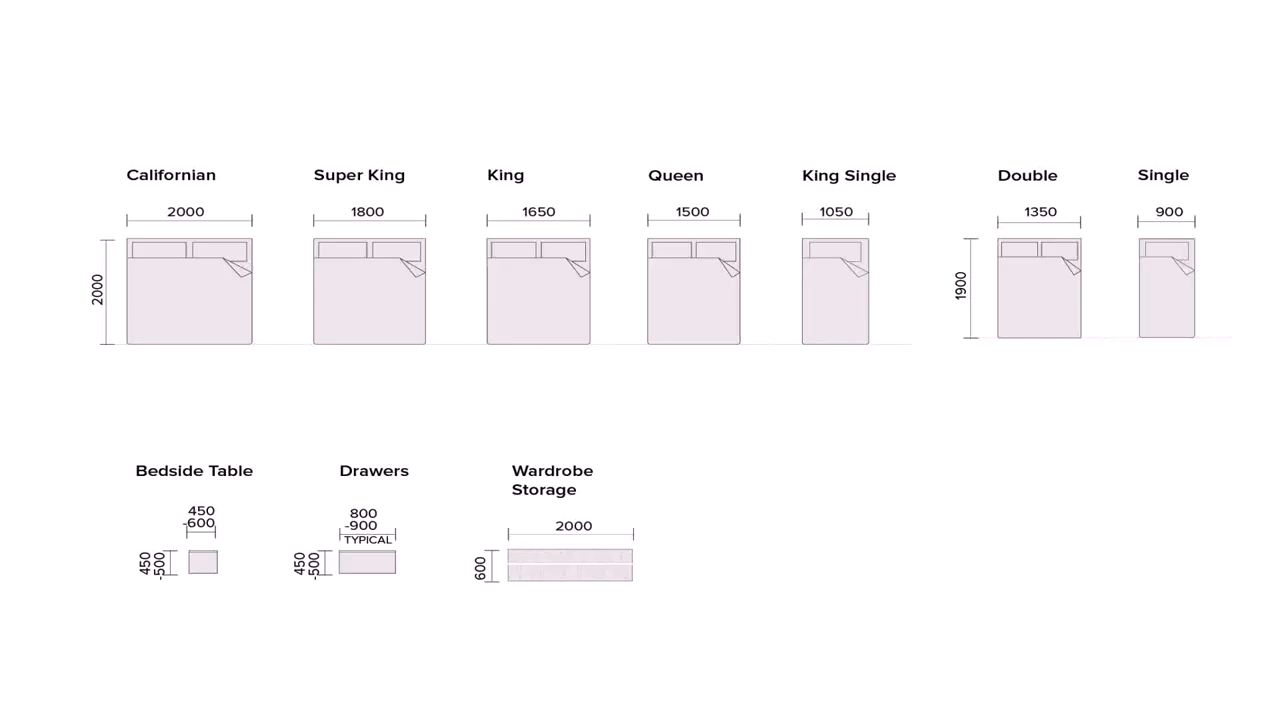 Californian
Super King
King
Queen
King Single
Double
Single
2000
1800
1650
1500
1050
1350
900
2000
1900
Bedside Table
Drawers
Wardrobe
Storage
450
-600
800
-900
TYPICAL
2000
450
-500
450
-500
600